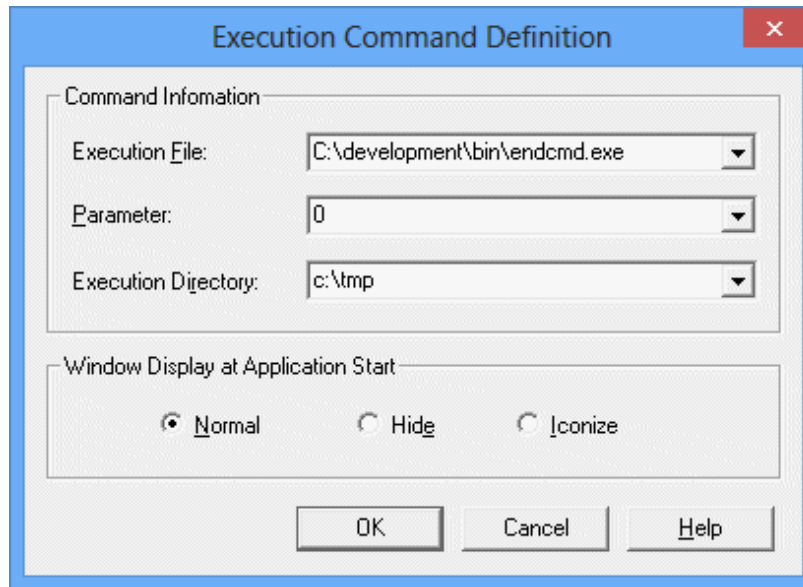 Execution Command Definition
Command Infomation
Execution File: C:\development\bin\endcmd.exe
Parameter: 0
Execution Directory: c:\tmp
Window Display at Application Start
Normal Hide Iconize
OK Cancel Help